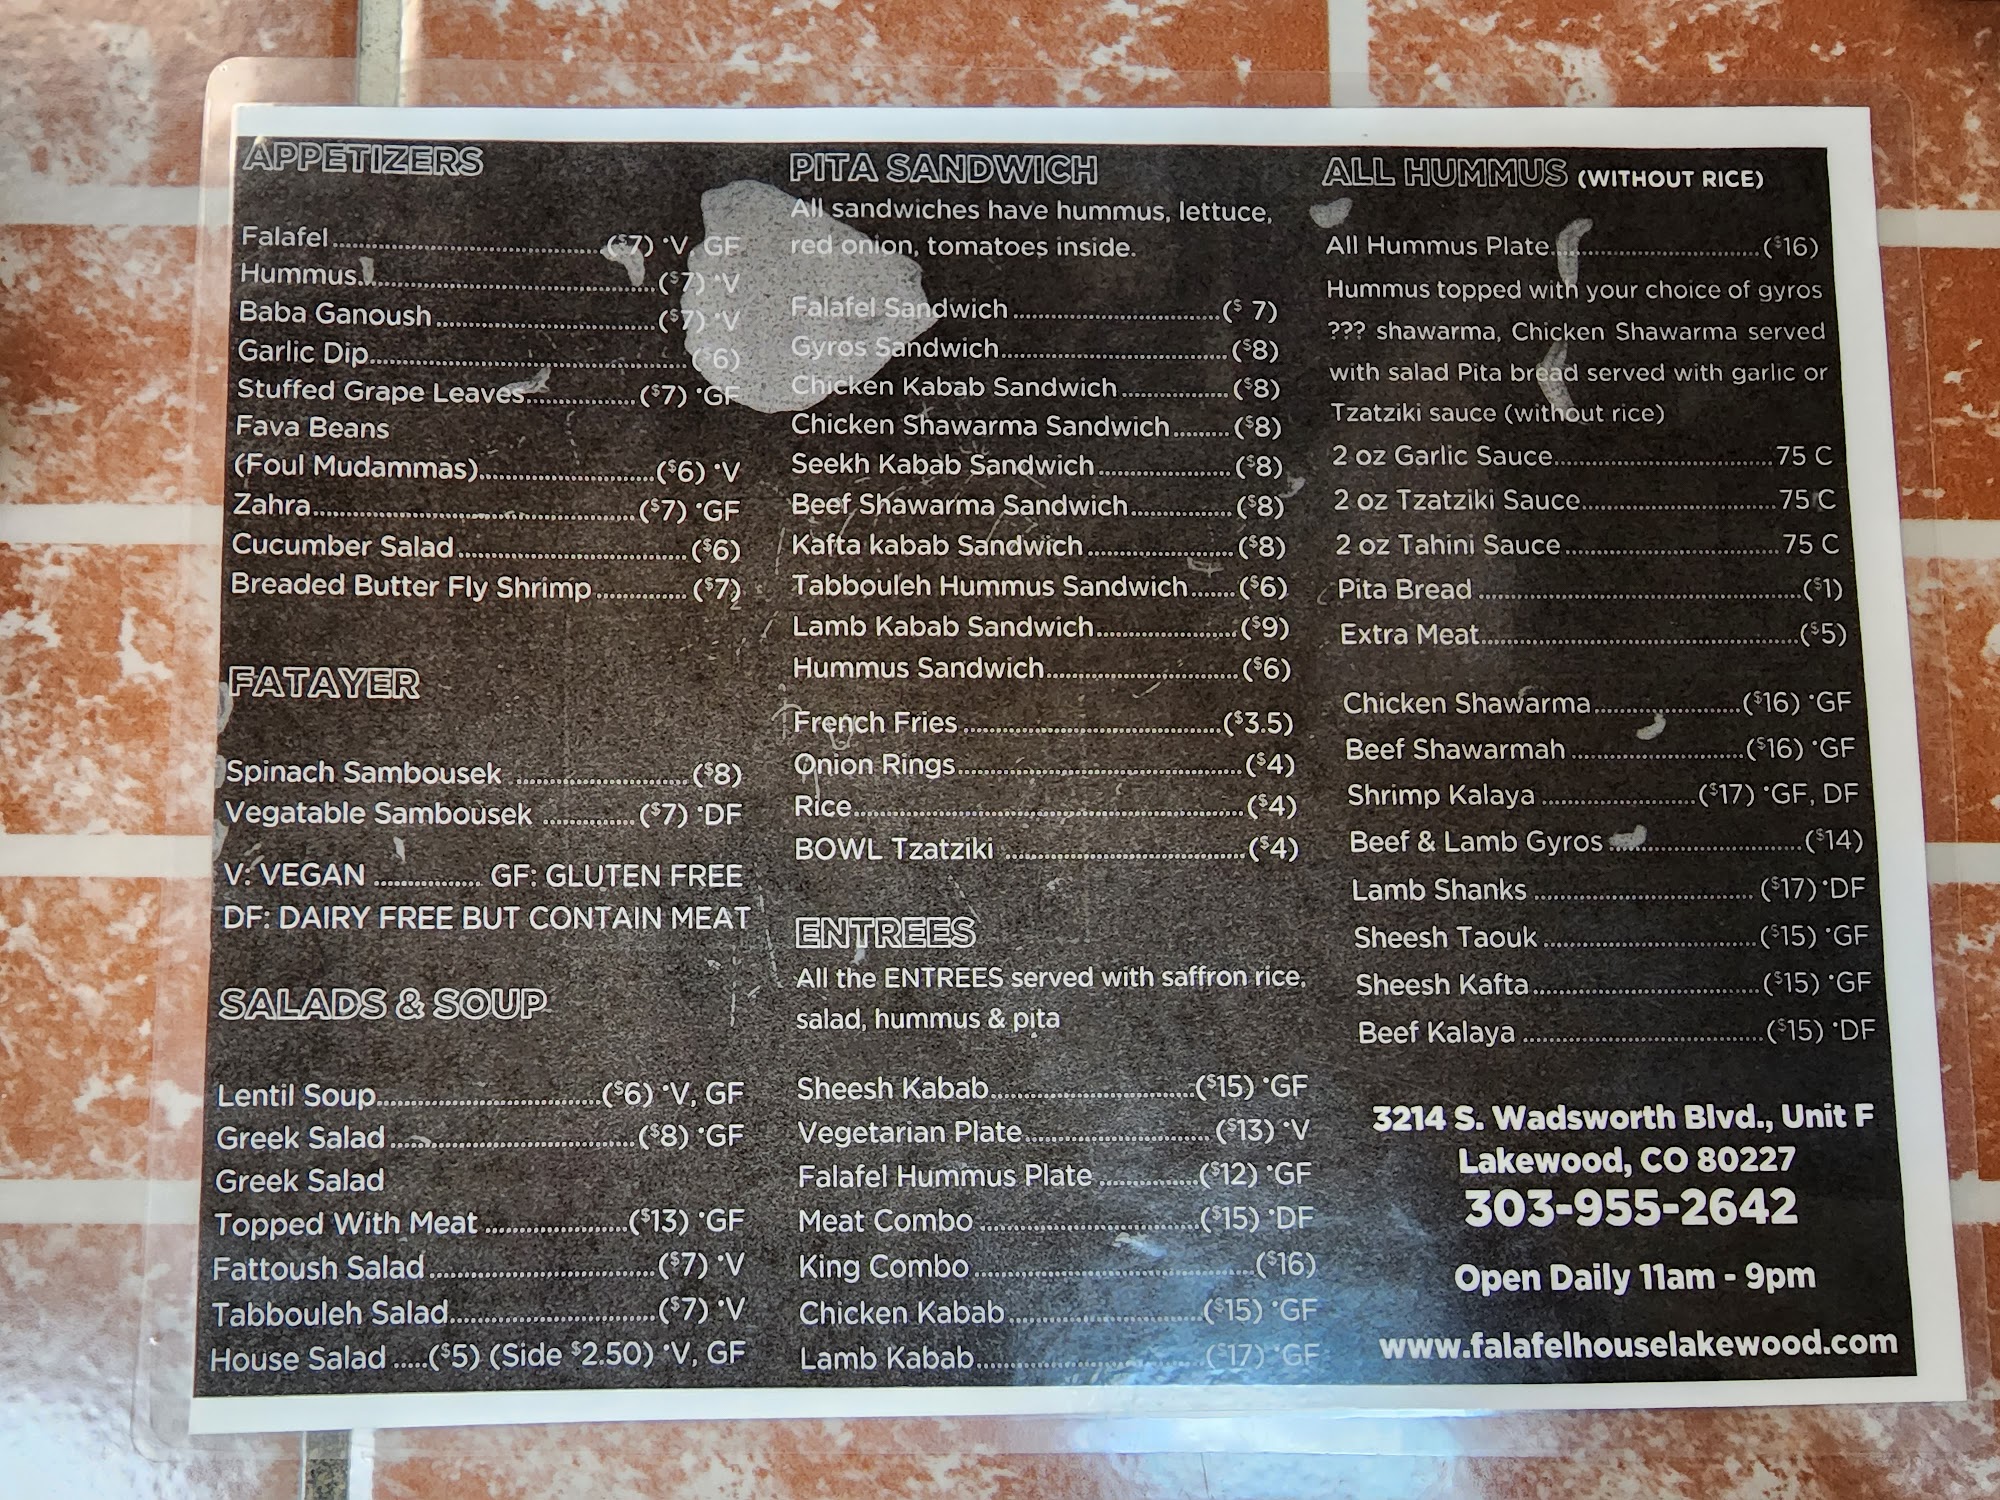 APPETIZERS
Falafel ($7) •V, GF
Hummus ($7) •V
Baba Ganoush ($7) •V
Garlic Dip ($6)
Stuffed Grape Leaves ($7) •GF
Fava Beans
(Foul Mudammas) ($6) •V
Zahra ($7) •GF
Cucumber Salad ($6)
Breaded Butter Fly Shrimp ($7)
FATAYER
Spinach Sambousek ($8)
Vegatable Sambousek ($7) •DF
V: VEGAN GF: GLUTEN FREE
DF: DAIRY FREE BUT CONTAIN MEAT
SALADS & SOUP
Lentil Soup ($6) •V, GF
Greek Salad ($8) •GF
Greek Salad
Topped With Meat ($13) •GF
Fattoush Salad ($7) •V
Tabbouleh Salad ($7) •V
House Salad .....($5) (Side $2.50) •V, GF
PITA SANDWICH
All sandwiches have hummus, lettuce,
red onion, tomatoes inside.
Falafel Sandwich ($ 7)
Gyros Sandwich ($8)
Chicken Kabab Sandwich ($8)
Chicken Shawarma Sandwich ($8)
Seekh Kabab Sandwich ($8)
Beef Shawarma Sandwich ($8)
Kafta kabab Sandwich ($8)
Tabbouleh Hummus Sandwich ($6)
Lamb Kabab Sandwich ($9)
Hummus Sandwich ($6)
French Fries ($3.5)
Onion Rings ($4)
Rice ($4)
BOWL Tzatziki ($4)
ENTREES
All the ENTREES served with saffron rice,
salad, hummus & pita
Sheesh Kabab ($15) •GF
Vegetarian Plate ($13) •V
Falafel Hummus Plate ($12) •GF
Meat Combo ($15) •DF
King Combo ($16)
Chicken Kabab ($15) •GF
Lamb Kabab ($17) •GF
ALL HUMMUS (WITHOUT RICE)
All Hummus Plate ($16)
Hummus topped with your choice of gyros
??? shawarma, Chicken Shawarma served
with salad Pita bread served with garlic or
Tzatziki sauce (without rice)
2 oz Garlic Sauce 75 C
2 oz Tzatziki Sauce 75 C
2 oz Tahini Sauce 75 C
Pita Bread ($1)
Extra Meat ($5)
Chicken Shawarma ($16) •GF
Beef Shawarmah ($16) •GF
Shrimp Kalaya ($17) •GF, DF
Beef & Lamb Gyros ($14)
Lamb Shanks ($17) •DF
Sheesh Taouk ($15) •GF
Sheesh Kafta ($15) •GF
Beef Kalaya ($15) •DF
3214 S. Wadsworth Blvd., Unit F
Lakewood, CO 80227
303-955-2642
Open Daily 11am - 9pm
www.falafelhouselakewood.com